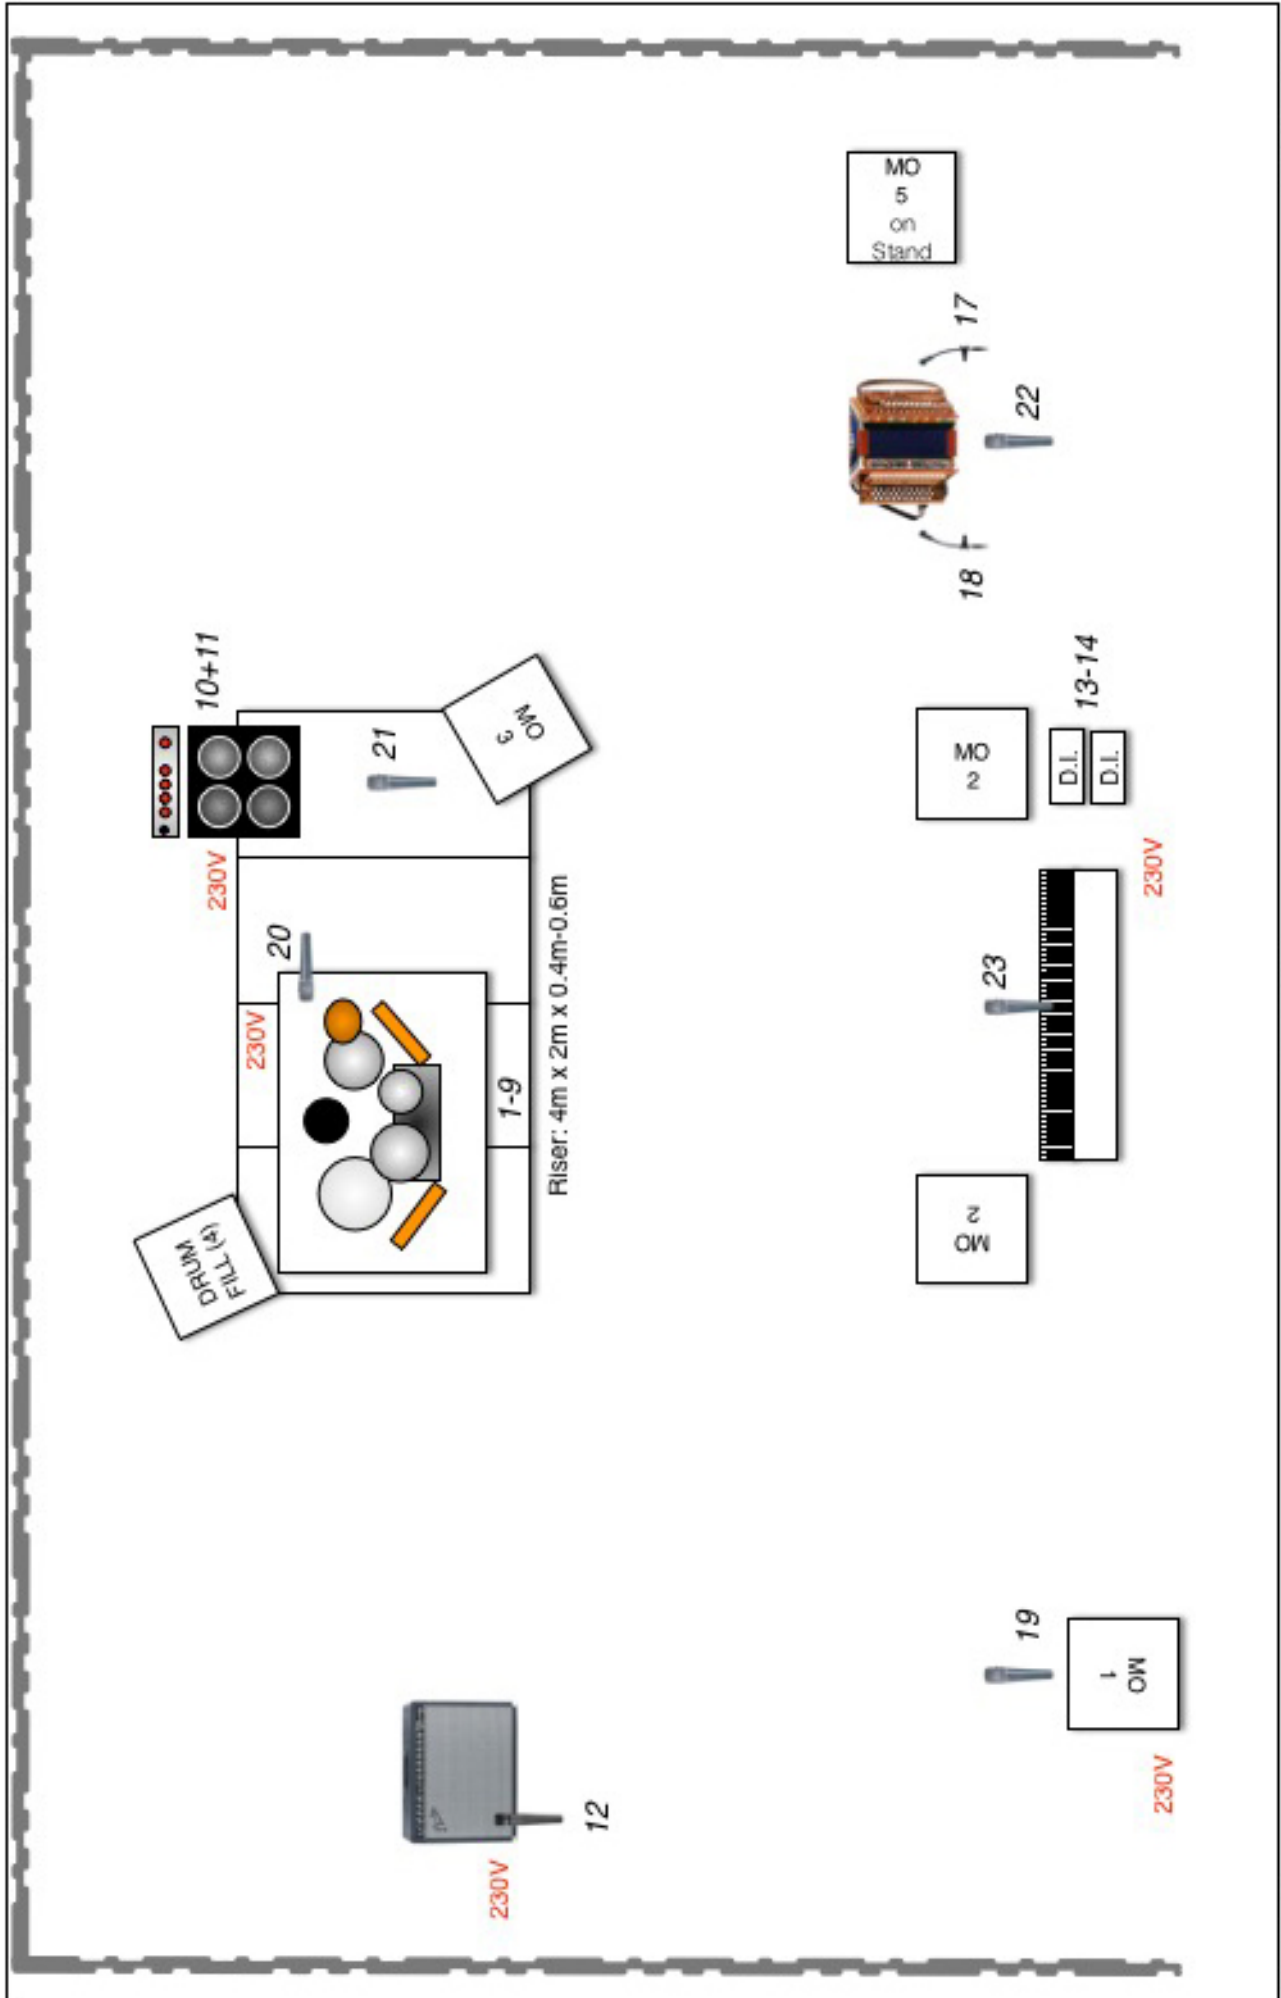 MO
5
on
Stand
17
22
18
10+11
21
MO
3
13-14
MO
2
D.I.
D.I.
230V
230V
20
23
230V
1-9
Riser: 4m x 2m x 0.4m-0.6m
DRUM
FILL (4)
MO
2
19
MO
1
12
230V
230V